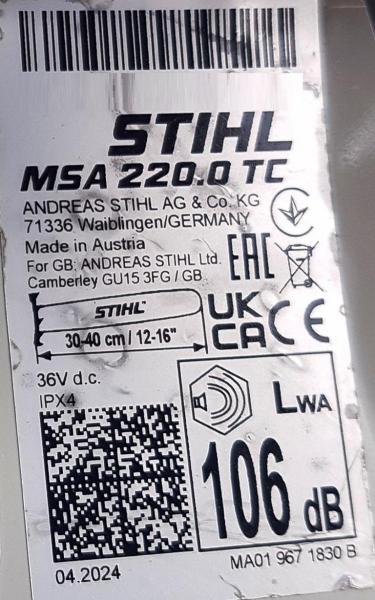 STIHL
MSA 220.0 TC
ANDREAS STIHL AG & Co. KG
71336 Waiblingen/GERMANY
Made in Austria
For GB: ANDREAS STIHL Ltd.
Camberley GU15 3FG / GB
EAC
STIHL
30-40 cm / 12-16"
UK
CA
CE
36V d.c.
IPX4
LWA
106 dB
04.2024
MA01 967 1830 B